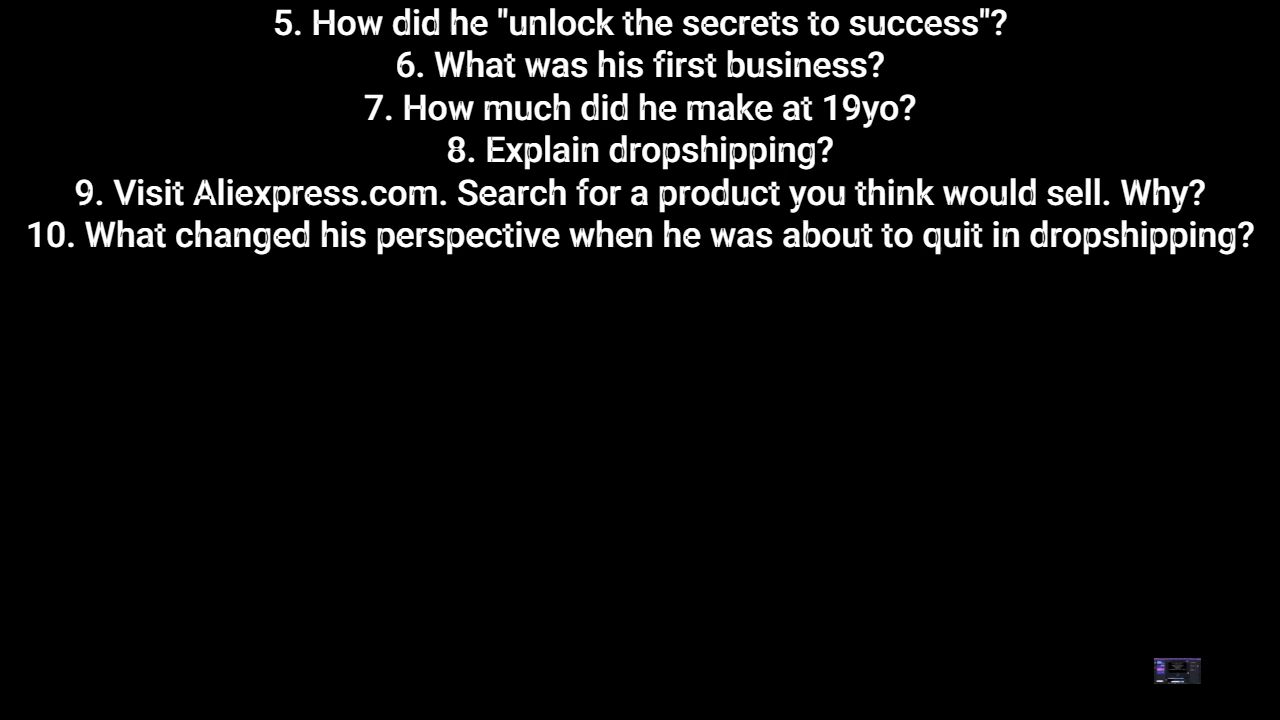 5. How did he "unlock the secrets to success"?
6. What was his first business?
7. How much did he make at 19yo?
8. Explain dropshipping?
9. Visit Aliexpress.com. Search for a product you think would sell. Why?
10. What changed his perspective when he was about to quit in dropshipping?